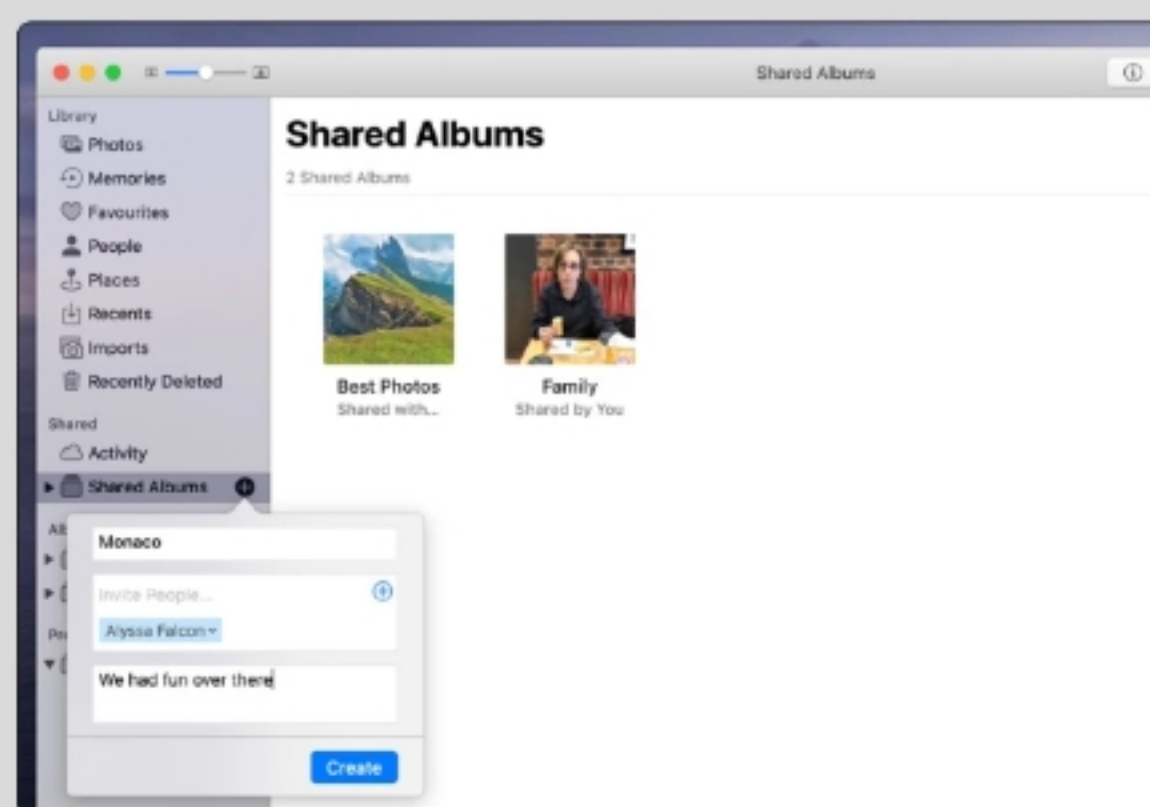 Shared Albums
Library
Photos
Memories
Favourites
People
Places
Recents
Imports
Recently Deleted
Shared
Activity
Shared Albums
Shared Albums
2 Shared Albums
Best Photos
Shared with...
Family
Shared by You
Monaco
Invite People...
Alyssa Falcon
We had fun over there
Create